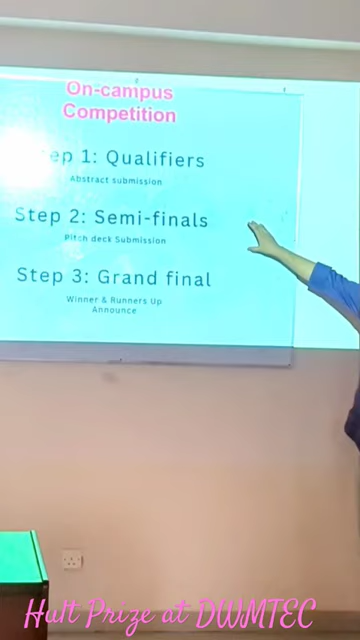 On-campus
Competition
ep 1: Qualifiers
Abstract submission
Step 2: Semi-finals
Pitch deck Submission
Step 3: Grand final
Winner & Runners Up
Announce
Hult Prize at DWMTEC